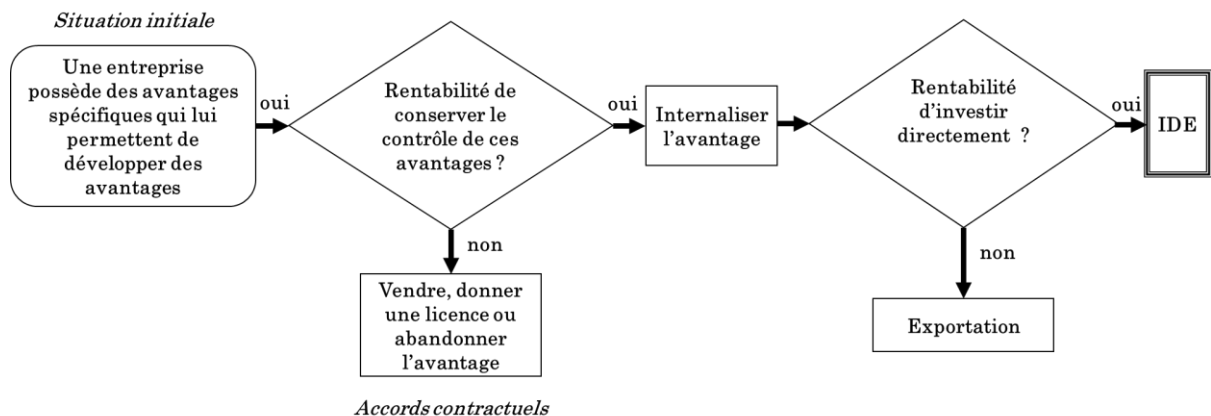 Situation initiale
Une entreprise
possède des avantages
spécifiques qui lui
permettent de
développer des
avantages
oui
Rentabilité de
conserver le
contrôle de ces
avantages ?
oui
Internaliser
l'avantage
Rentabilité
d'investir
directement ?
oui
IDE
non
Vendre, donner
une licence ou
abandonner
l'avantage
Accords contractuels
non
Exportation